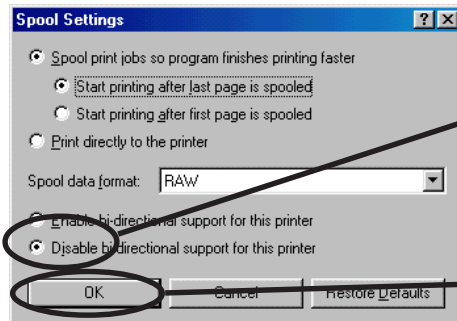 Spool Settings
Spool print jobs so program finishes printing faster
Start printing after last page is spooled
Start printing after first page is spooled
Print directly to the printer
Spool data format: RAW
Enable bi-directional support for this printer
Disable bi-directional support for this printer
OK Cancel Restore Defaults